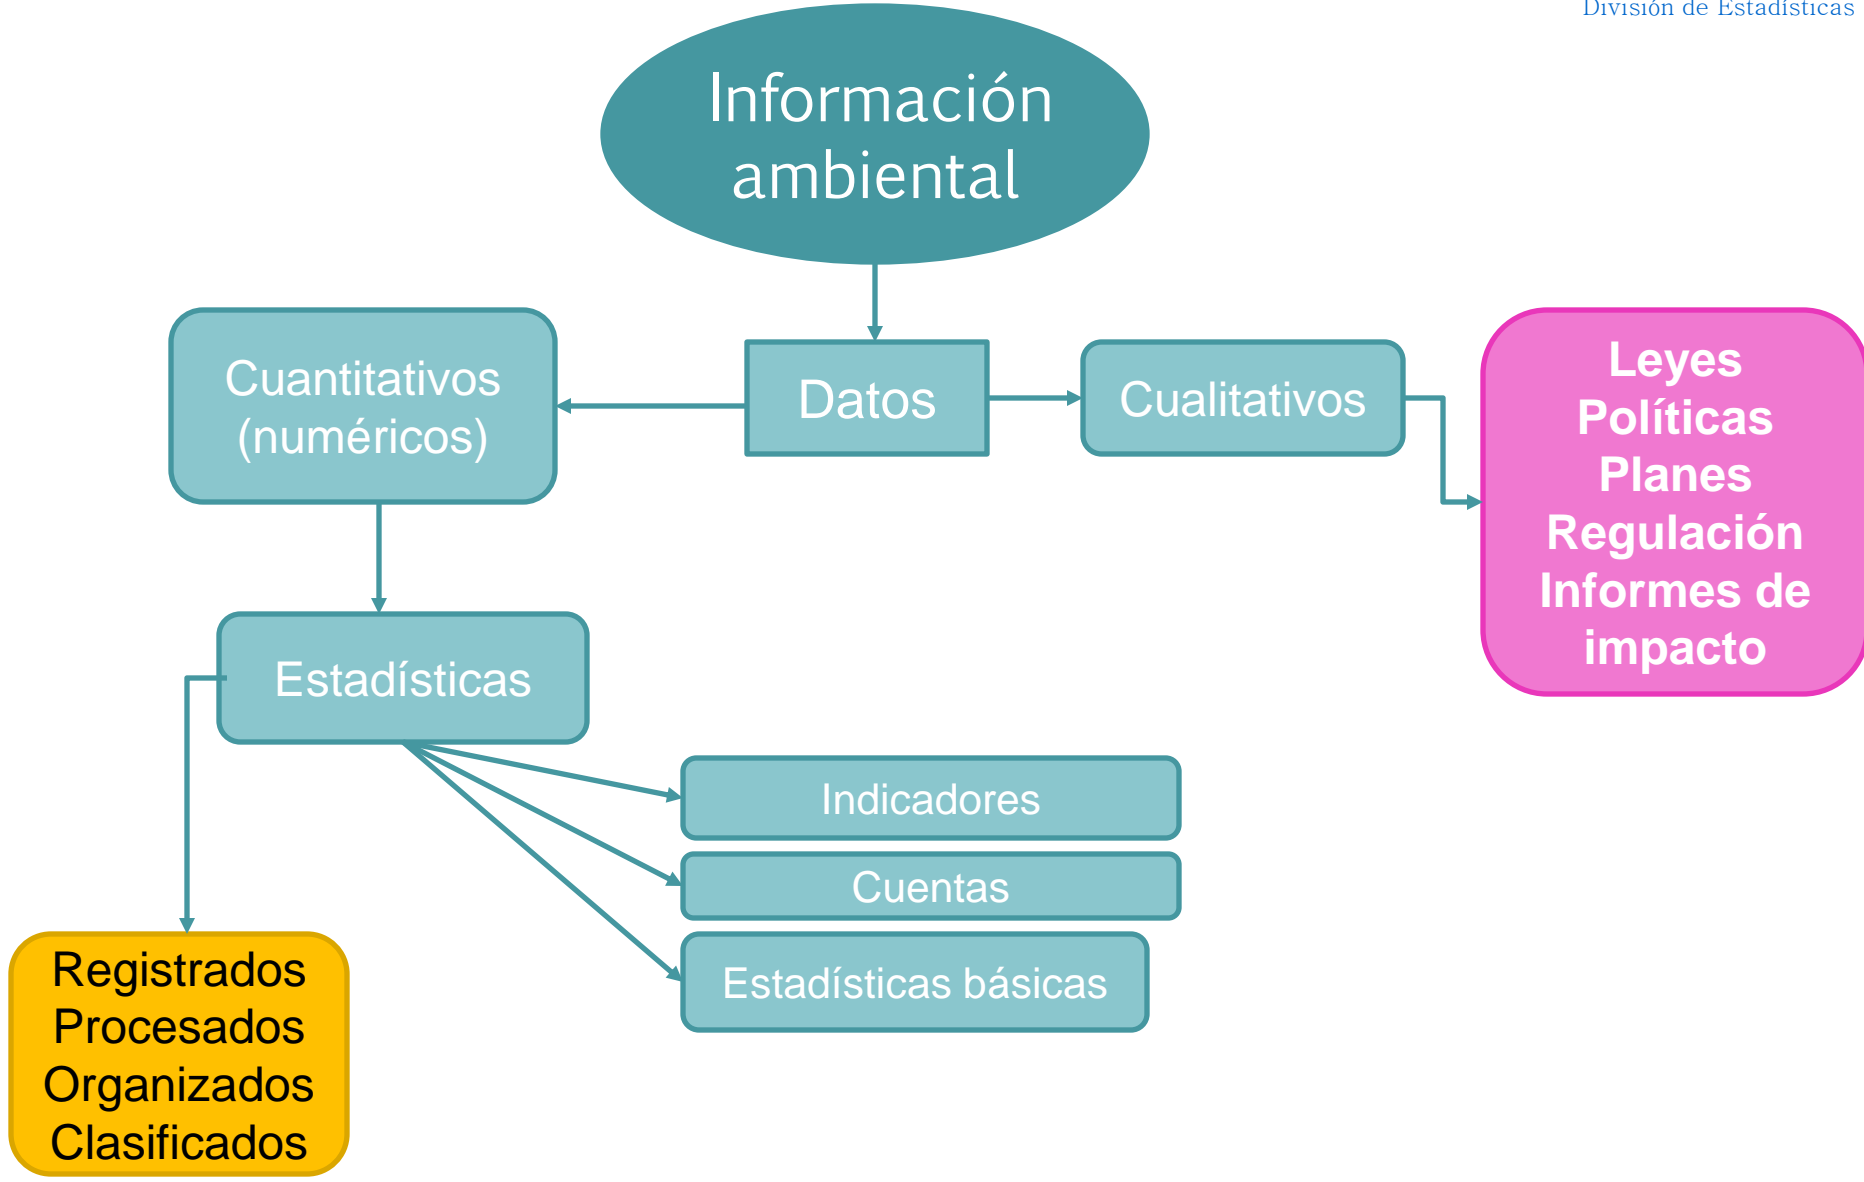 División de Estadísticas
Información
ambiental
Cuantitativos
(numéricos)
Datos
Cualitativos
Leyes
Políticas
Planes
Regulación
Informes de
impacto
Estadísticas
Indicadores
Cuentas
Estadísticas básicas
Registrados
Procesados
Organizados
Clasificados